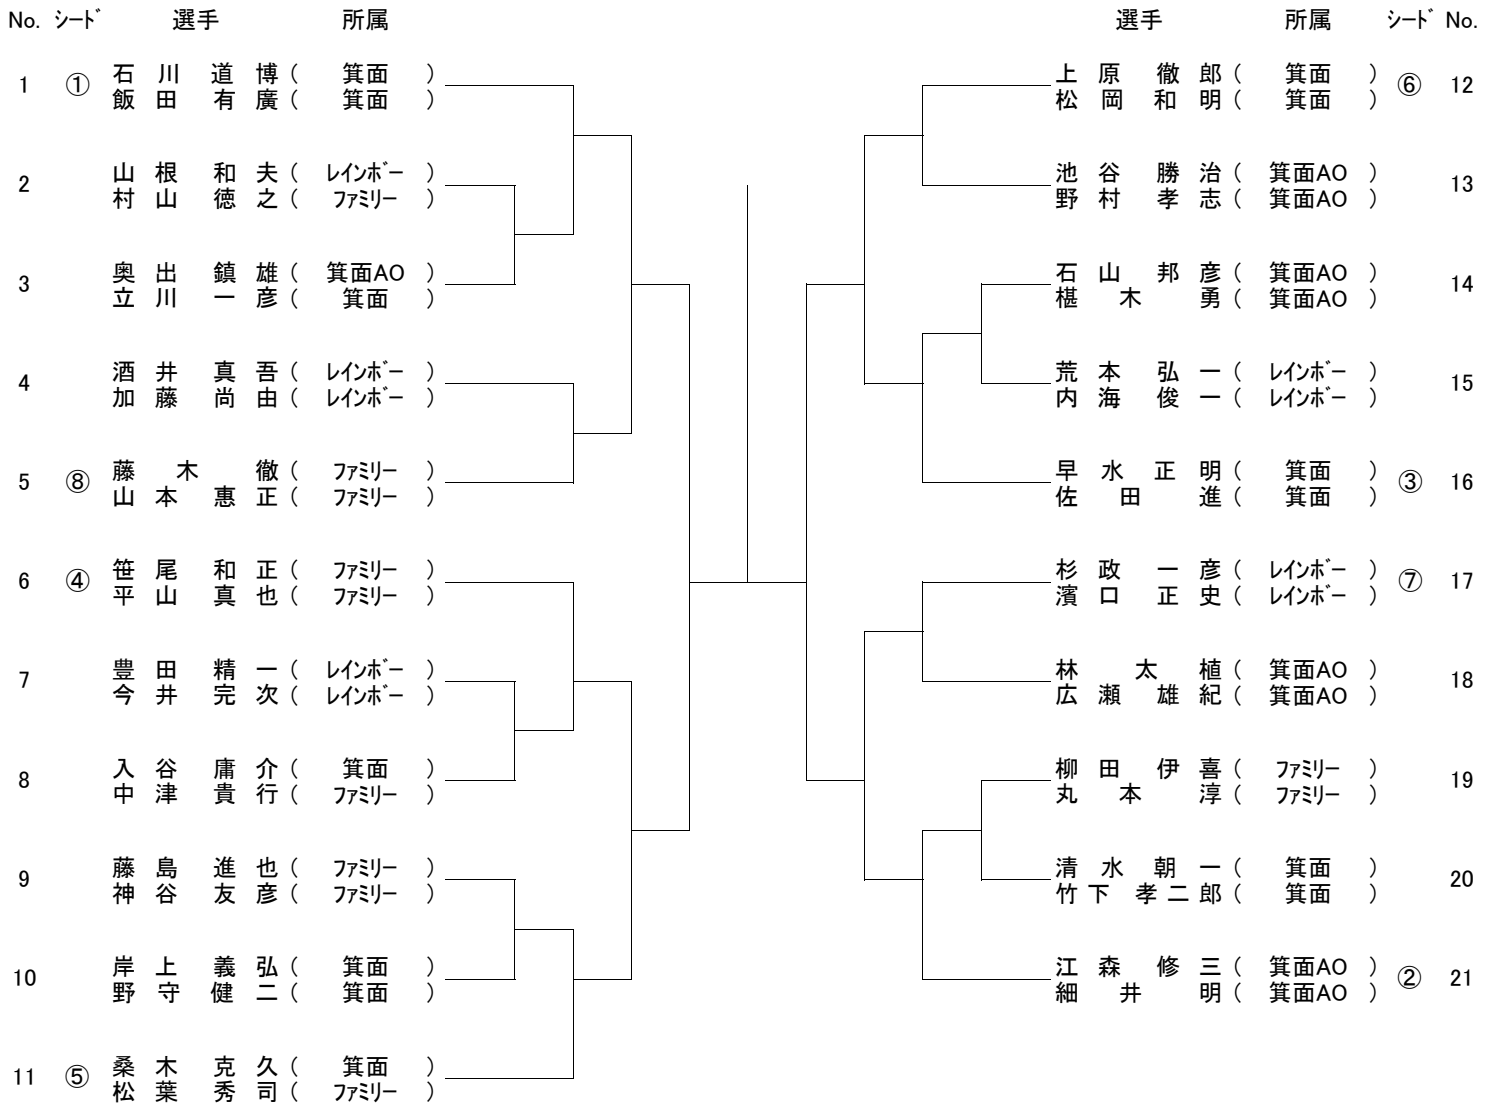 No. ｼｰﾄﾞ 選手 所属 選手 所属 ｼｰﾄﾞ No.
1 ① 石川道博 ( 箕面 )
飯田有廣 ( 箕面 )
2 山根和夫 ( ﾚｲﾝﾎﾞｰ )
村山徳之 ( ﾌｧﾐﾘｰ )
3 奥出鎮雄 ( 箕面AO )
立川一彦 ( 箕面 )
4 酒井真吾 ( ﾚｲﾝﾎﾞｰ )
加藤尚由 ( ﾚｲﾝﾎﾞｰ )
5 ⑧ 藤木徹 ( ﾌｧﾐﾘｰ )
山本惠正 ( ﾌｧﾐﾘｰ )
6 ④ 笹尾和正 ( ﾌｧﾐﾘｰ )
平山真也 ( ﾌｧﾐﾘｰ )
7 豊田精一 ( ﾚｲﾝﾎﾞｰ )
今井完次 ( ﾚｲﾝﾎﾞｰ )
8 入谷庸介 ( 箕面 )
中津貴行 ( ﾌｧﾐﾘｰ )
9 藤島進也 ( ﾌｧﾐﾘｰ )
神谷友彦 ( ﾌｧﾐﾘｰ )
10 岸上義弘 ( 箕面 )
野守健二 ( 箕面 )
11 ⑤ 桑木克久 ( 箕面 )
松葉秀司 ( ﾌｧﾐﾘｰ )
上原徹郎 ( 箕面 ) ⑥ 12
松岡和明 ( 箕面 )
池谷勝治 ( 箕面AO ) 13
野村孝志 ( 箕面AO )
石山邦彦 ( 箕面AO ) 14
椹木勇 ( 箕面AO )
荒本弘一 ( ﾚｲﾝﾎﾞｰ ) 15
内海俊一 ( ﾚｲﾝﾎﾞｰ )
早水正明 ( 箕面 ) ③ 16
佐田進 ( 箕面 )
杉政一彦 ( ﾚｲﾝﾎﾞｰ ) ⑦ 17
濱口正史 ( ﾚｲﾝﾎﾞｰ )
林太植 ( 箕面AO ) 18
広瀬雄紀 ( 箕面AO )
柳田伊喜 ( ﾌｧﾐﾘｰ ) 19
丸本淳 ( ﾌｧﾐﾘｰ )
清水朝一 ( 箕面 ) 20
竹下孝二郎 ( 箕面 )
江森修三 ( 箕面AO ) ② 21
細井明 ( 箕面AO )